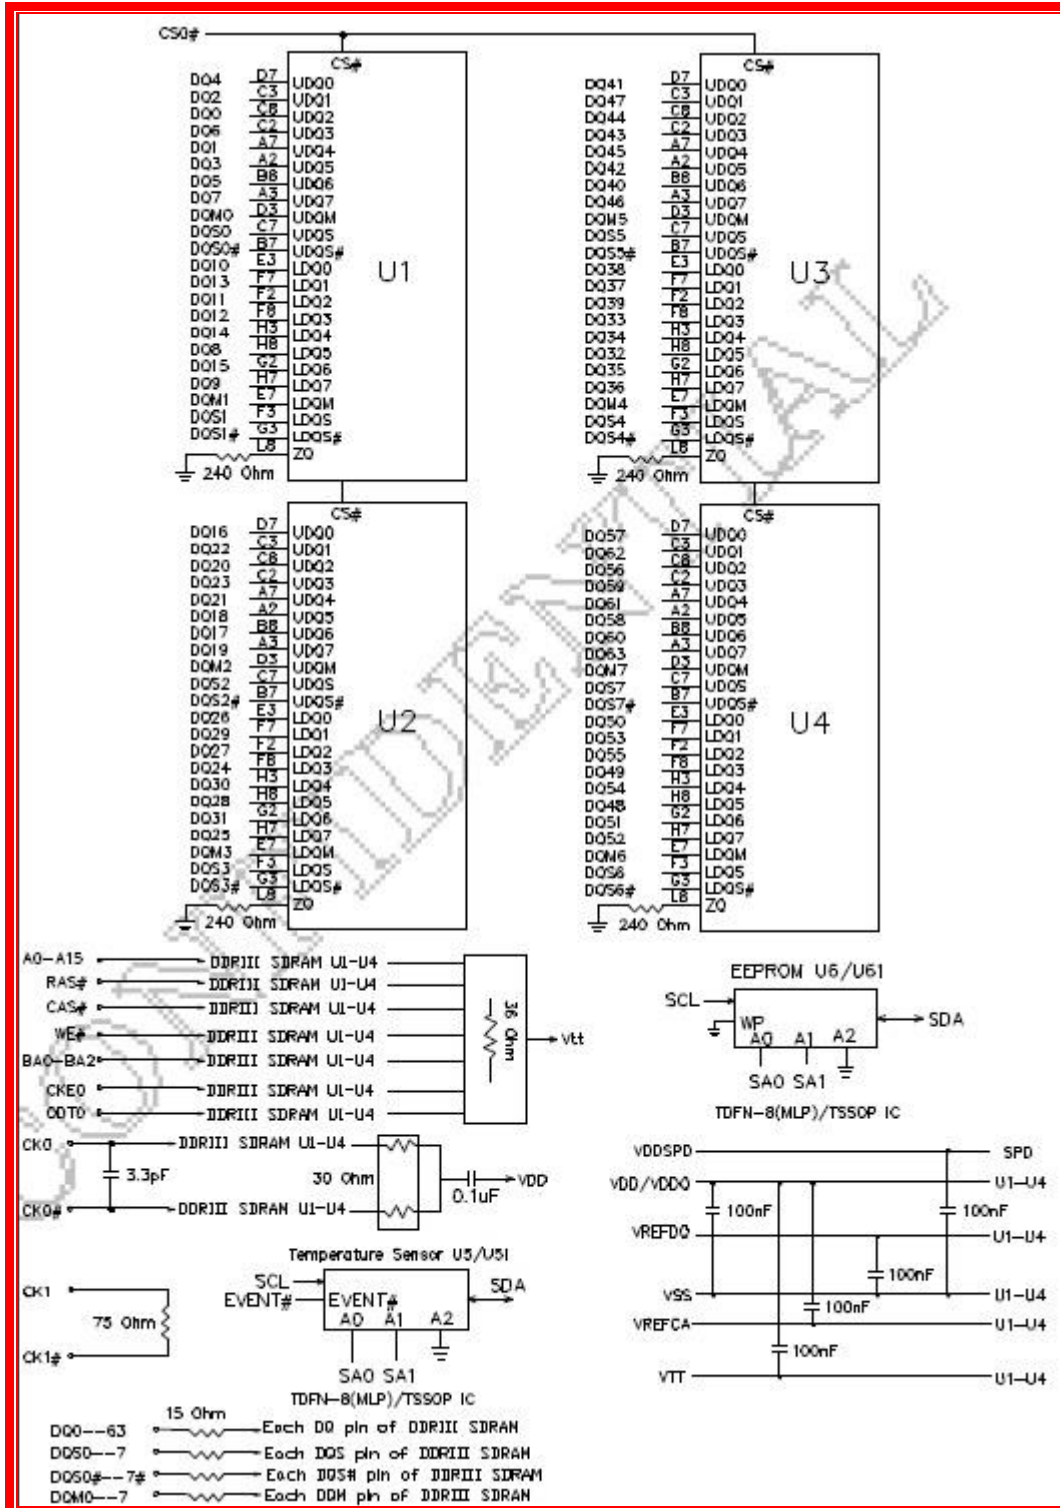 CS0#
CS#
DQ4 D7 UDQ0
DQ2 C3 UDQ1
DQ0 C8 UDQ2
DQ6 C2 UDQ3
DQ1 A7 UDQ4
DQ3 A2 UDQ5
DQ5 B8 UDQ6
DQ7 A3 UDQ7
DQM0 D3 UDQM
DQS0 C7 UDQS
DQS0# B7 UDQS#
DQ10 E3 LDQ0
DQ13 F7 LDQ1
DQ11 F2 LDQ2
DQ12 F8 LDQ3
DQ14 H3 LDQ4
DQ8 H8 LDQ5
DQ15 G2 LDQ6
DQ9 H7 LDQ7
DQM1 E7 LDQM
DQS1 F3 LDQS
DQS1# G3 LDQS#
L8 ZQ
240 Ohm
U1
CS#
DQ41 D7 UDQ0
DQ47 C3 UDQ1
DQ44 C8 UDQ2
DQ43 C2 UDQ3
DQ45 A7 UDQ4
DQ42 A2 UDQ5
DQ40 B8 UDQ6
DQ46 A3 UDQ7
DQM5 D3 UDQM
DQS5 C7 UDQS
DQS5# B7 UDQS#
DQ38 E3 LDQ0
DQ37 F7 LDQ1
DQ39 F2 LDQ2
DQ33 F8 LDQ3
DQ34 H3 LDQ4
DQ32 H8 LDQ5
DQ35 G2 LDQ6
DQ36 H7 LDQ7
DQM4 E7 LDQM
DQS4 F3 LDQS
DQS4# G3 LDQS#
L8 ZQ
240 Ohm
U3
CS#
DQ16 D7 UDQ0
DQ22 C3 UDQ1
DQ20 C8 UDQ2
DQ23 C2 UDQ3
DQ21 A7 UDQ4
DQ18 A2 UDQ5
DQ17 B8 UDQ6
DQ19 A3 UDQ7
DQM2 D3 UDQM
DQS2 C7 UDQS
DQS2# B7 UDQS#
DQ26 E3 LDQ0
DQ29 F7 LDQ1
DQ27 F2 LDQ2
DQ24 F8 LDQ3
DQ30 H3 LDQ4
DQ28 H8 LDQ5
DQ31 G2 LDQ6
DQ25 H7 LDQ7
DQM3 E7 LDQM
DQS3 F3 LDQS
DQS3# G3 LDQS#
L8 ZQ
240 Ohm
U2
CS#
DQ57 D7 UDQ0
DQ62 C3 UDQ1
DQ56 C8 UDQ2
DQ59 C2 UDQ3
DQ61 A7 UDQ4
DQ58 A2 UDQ5
DQ60 B8 UDQ6
DQ63 A3 UDQ7
DQM7 D3 UDQM
DQS7 C7 UDQS
DQS7# B7 UDQS#
DQ50 E3 LDQ0
DQ53 F7 LDQ1
DQ55 F2 LDQ2
DQ49 F8 LDQ3
DQ54 H3 LDQ4
DQ48 H8 LDQ5
DQ51 G2 LDQ6
DQ52 H7 LDQ7
DQM6 E7 LDQM
DQS6 F3 LDQS
DQS6# G3 LDQS#
L8 ZQ
240 Ohm
U4
CONFIDENTIAL
A0-A15 DDRIII SDRAM U1-U4
RAS# DDRIII SDRAM U1-U4
CAS# DDRIII SDRAM U1-U4
WE# DDRIII SDRAM U1-U4
BA0-BA2 DDRIII SDRAM U1-U4
CKE0 DDRIII SDRAM U1-U4
ODT0 DDRIII SDRAM U1-U4
36 Ohm
Vtt
EEPROM U6/U61
SCL
WP
A0 A1 A2
SDA
SA0 SA1
TDFN-8(MLP)/TSSOP IC
CK0 DDRIII SDRAM U1-U4
3.3pF
30 Ohm
0.1uF
VDD
CK0# DDRIII SDRAN U1-U4
VDDSPD SPD
VDD/VDDQ U1-U4
100nF 100nF
VREFDQ U1-U4
100nF
VSS U1-U4
100nF
VREFCA U1-U4
100nF
VTT U1-U4
Temperature Sensor U5/U51
SCL
EVENT# EVENT#
A0 A1 A2
SDA
SA0 SA1
TDFN-8(MLP)/TSSOP IC
CK1
75 Ohm
CK1#
15 Ohm
DQ0--63 Each DQ pin of DDRIII SDRAN
DQS0--7 Each DQS pin of DDRIII SDRAN
DQS0#--7# Each DQS# pin of DDRIII SDRAM
DQM0--7 Each DQM pin of DDRIII SDRAN